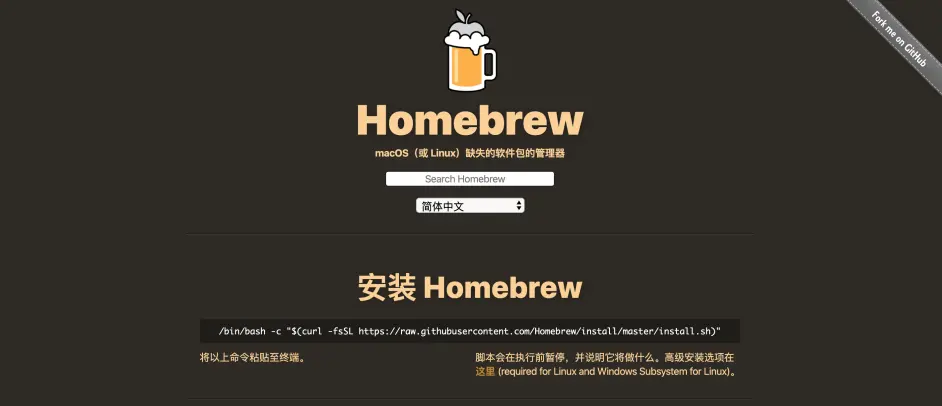 Fork me on GitHub
Homebrew
macOS（或 Linux）缺失的软件包的管理器
Search Homebrew
简体中文
安装 Homebrew
/bin/bash -c "$(curl -fsSL https://raw.githubusercontent.com/Homebrew/install/master/install.sh)"
将以上命令粘贴至终端。
脚本会在执行前暂停，并说明它将做什么。高级安装选项在
这里 (required for Linux and Windows Subsystem for Linux)。